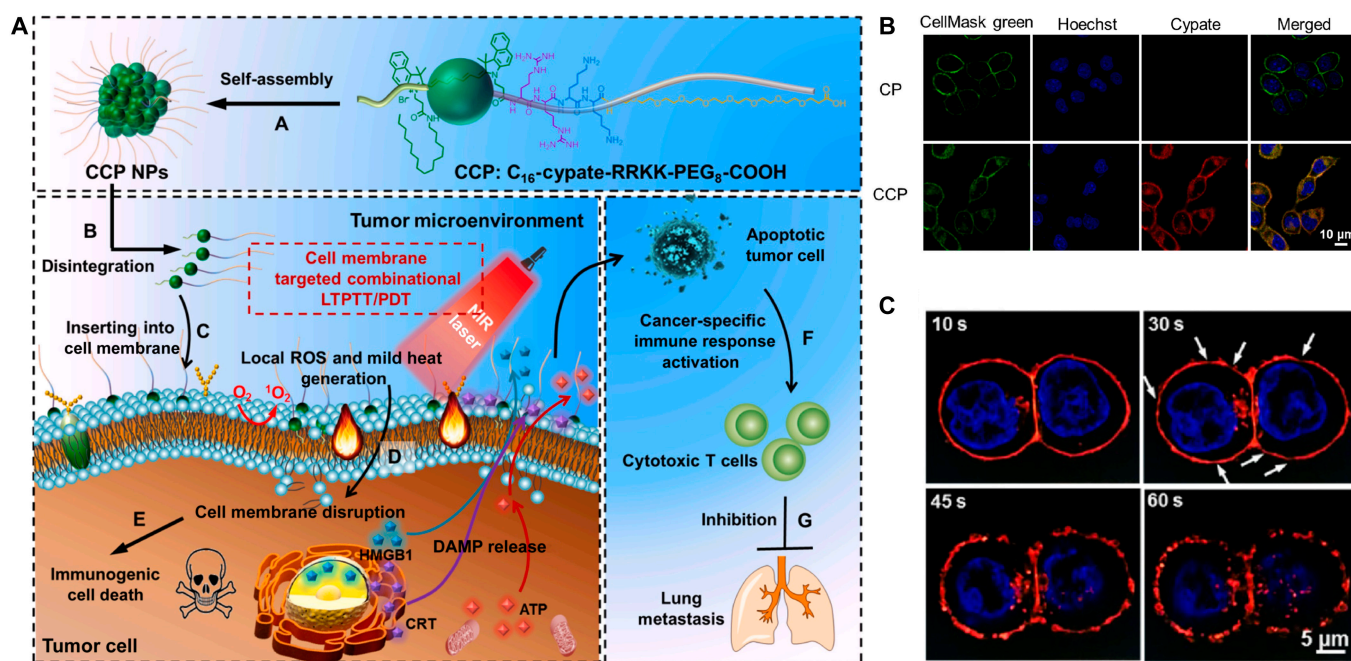 A
Self-assembly
A
CCP NPs
Br⁻
CCP: C₁₆-cypate-RRKK-PEG₈-COOH
B
Disintegration
C
Inserting into
cell membrane
Tumor microenvironment
Cell membrane
targeted combinational
LTPTT/PDT
MIR
laser
Local ROS and mild heat
generation
O₂
¹O₂
D
Cell membrane disruption
E
Immunogenic
cell death
HMGB1
DAMP release
CRT
ATP
Tumor cell
Apoptotic
tumor cell
Cancer-specific
immune response
activation
F
Cytotoxic T cells
Inhibition
G
Lung
metastasis
B
CellMask green
Hoechst
Cypate
Merged
CP
CCP
10 µm
C
10 s
30 s
45 s
60 s
5 µm